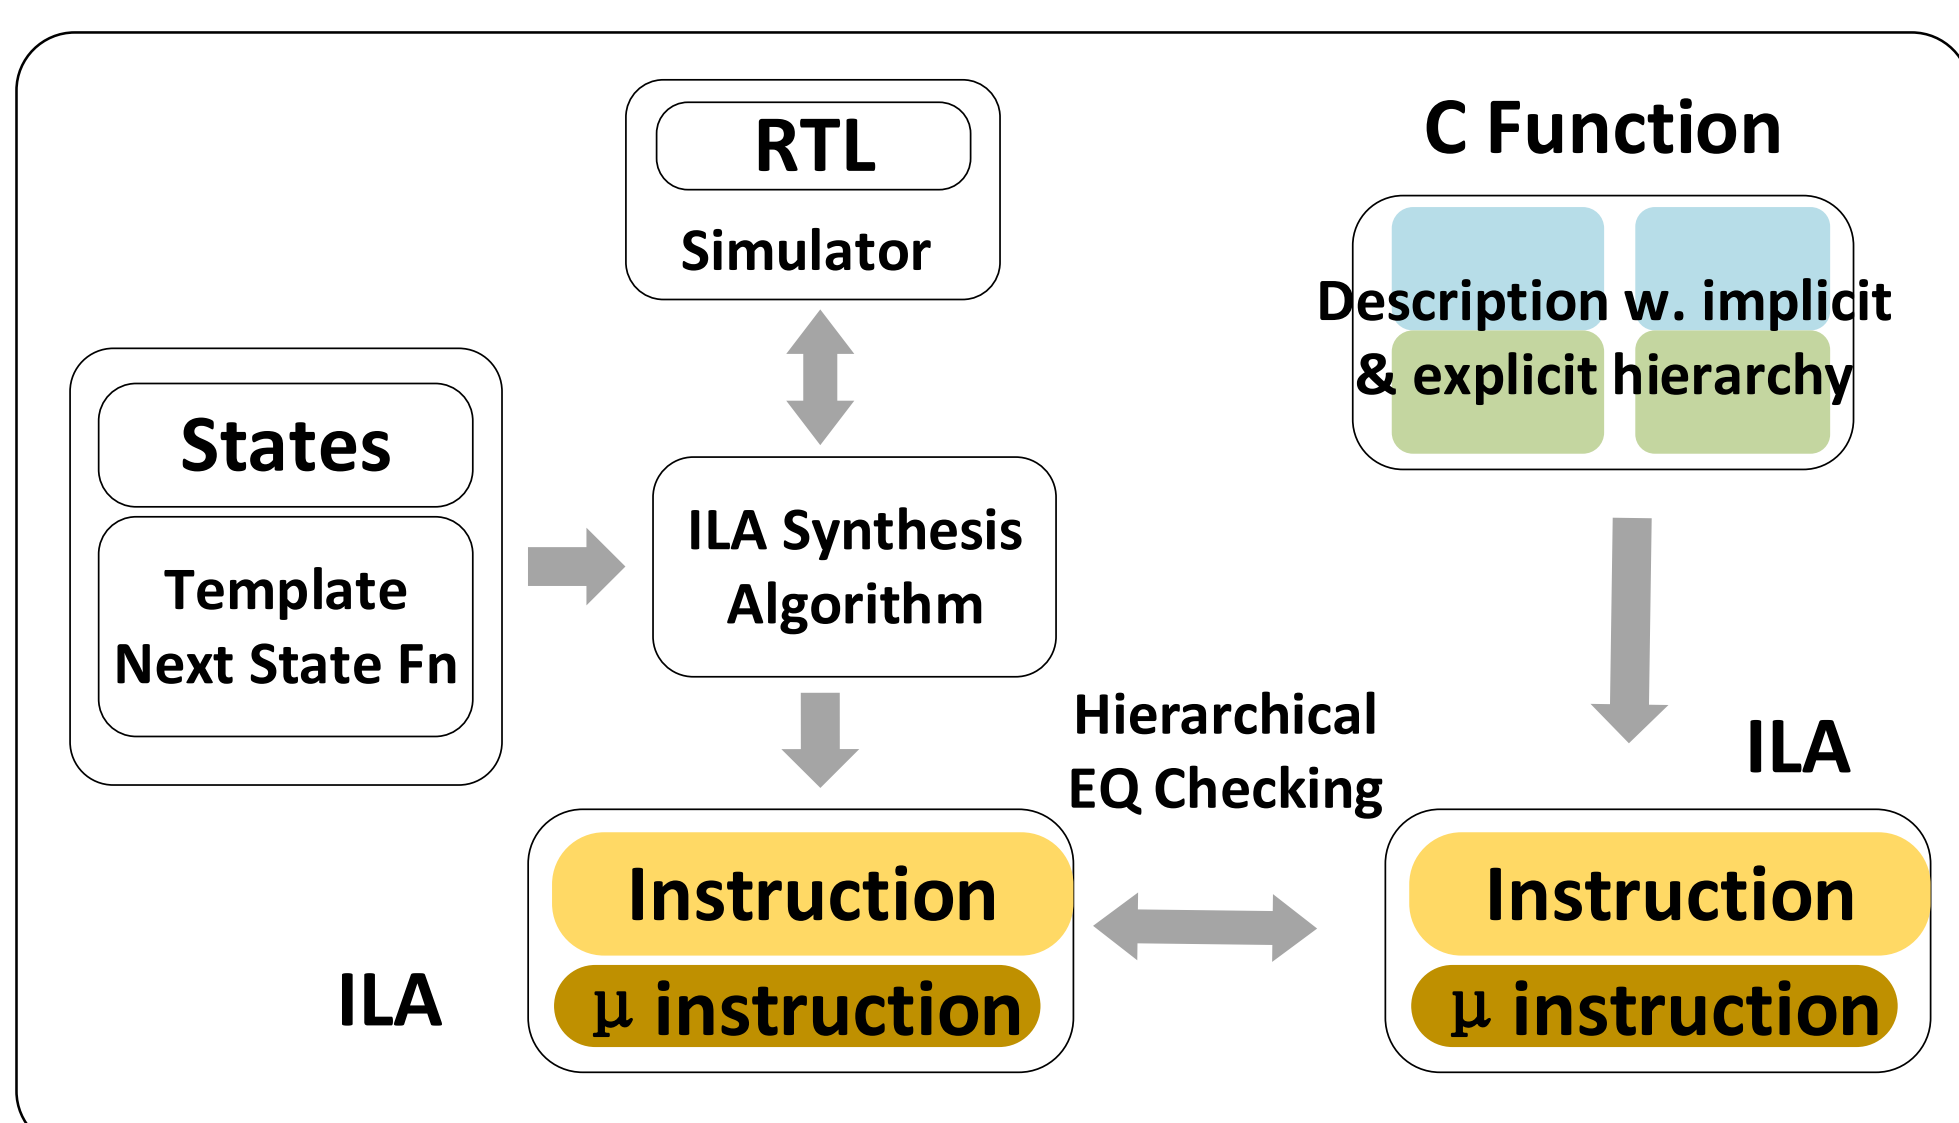 RTL
Simulator
C Function
Description w. implicit
& explicit hierarchy
States
Template
Next State Fn
ILA Synthesis
Algorithm
Hierarchical
EQ Checking
ILA
Instruction
µ instruction
ILA
Instruction
µ instruction